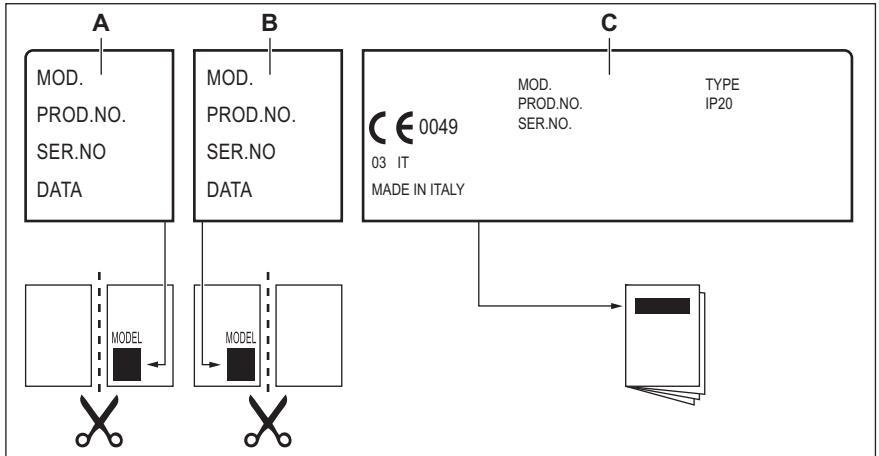 A
B
C
MOD.
PROD.NO.
SER.NO
DATA
MOD.
PROD.NO.
SER.NO
DATA
MOD.
PROD.NO.
SER.NO.
TYPE
IP20
CE 0049
03 IT
MADE IN ITALY
MODEL
MODEL